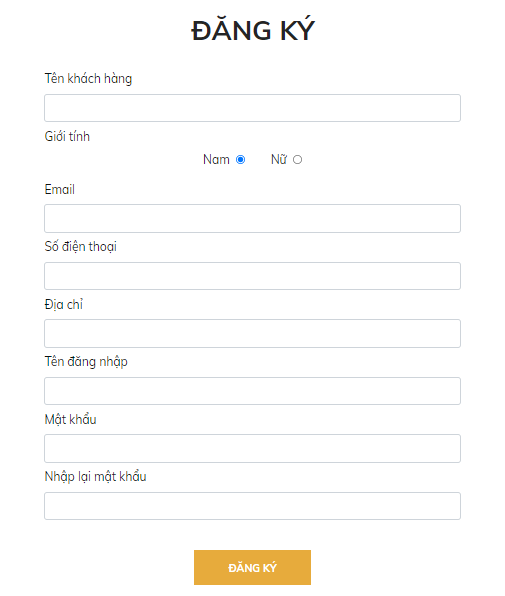 ĐĂNG KÝ
Tên khách hàng
Giới tính
Nam Nữ
Email
Số điện thoại
Địa chỉ
Tên đăng nhập
Mật khẩu
Nhập lại mật khẩu
ĐĂNG KÝ